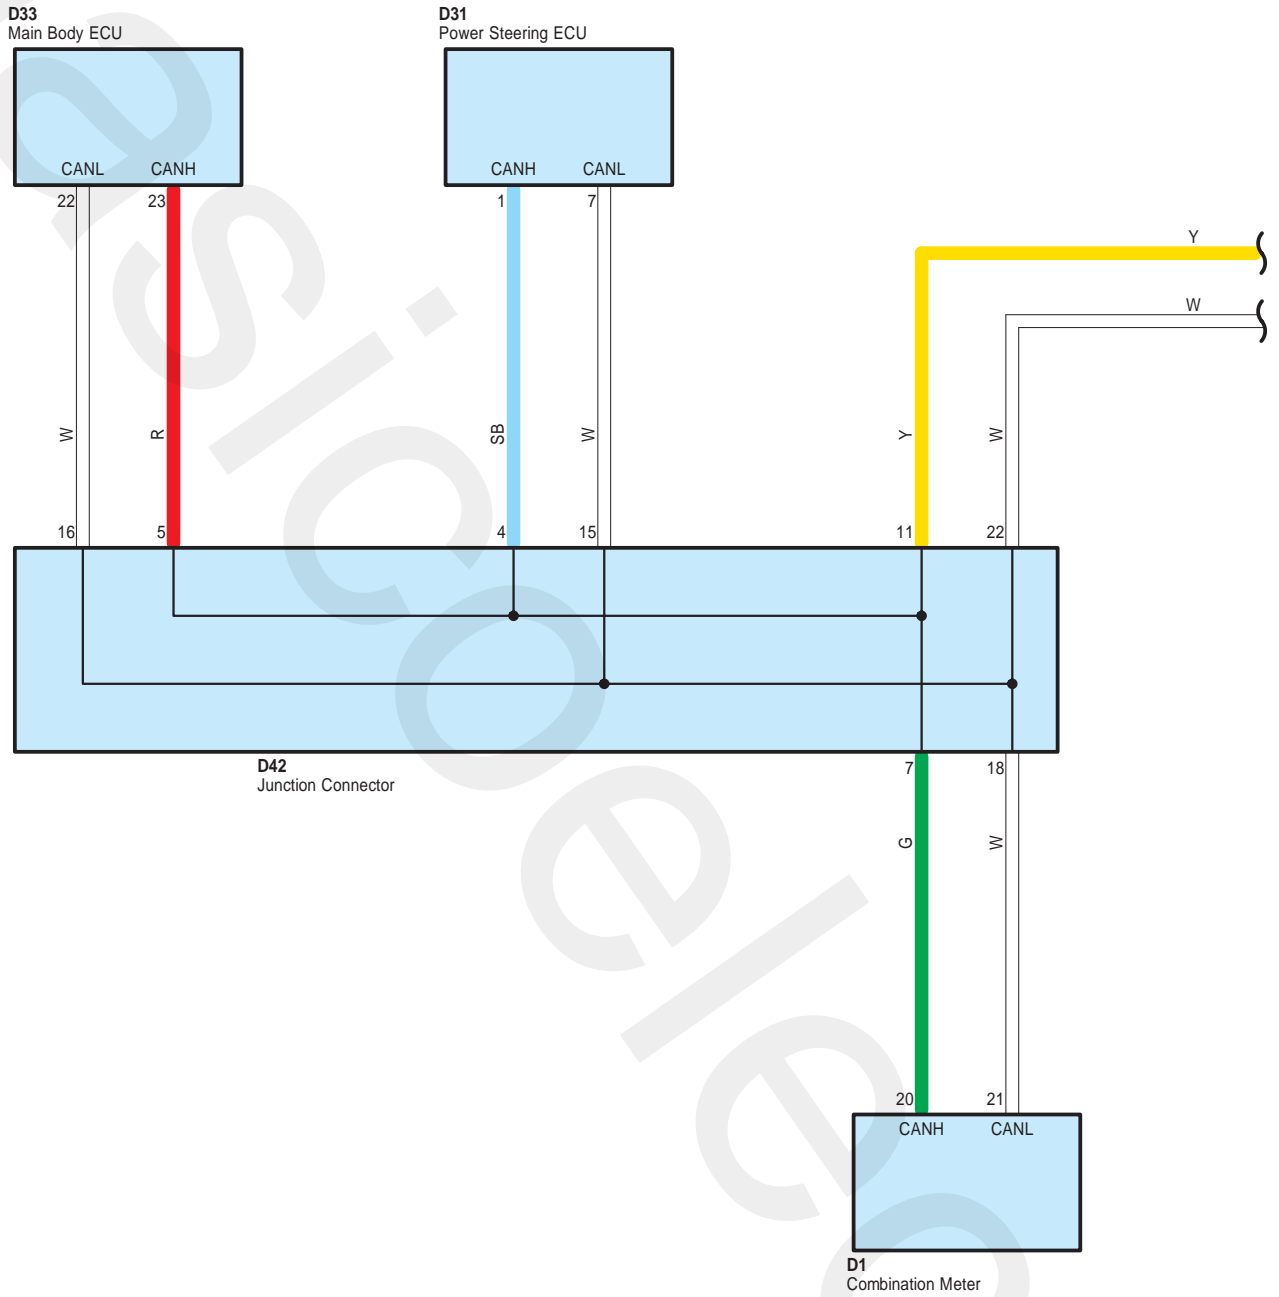 D33
Main Body ECU
D31
Power Steering ECU
CANL
CANH
CANH
CANL
22
23
1
7
Y
W
W
R
SB
W
Y
W
16
5
4
15
11
22
D42
Junction Connector
7
18
G
W
20
21
CANH
CANL
D1
Combination Meter